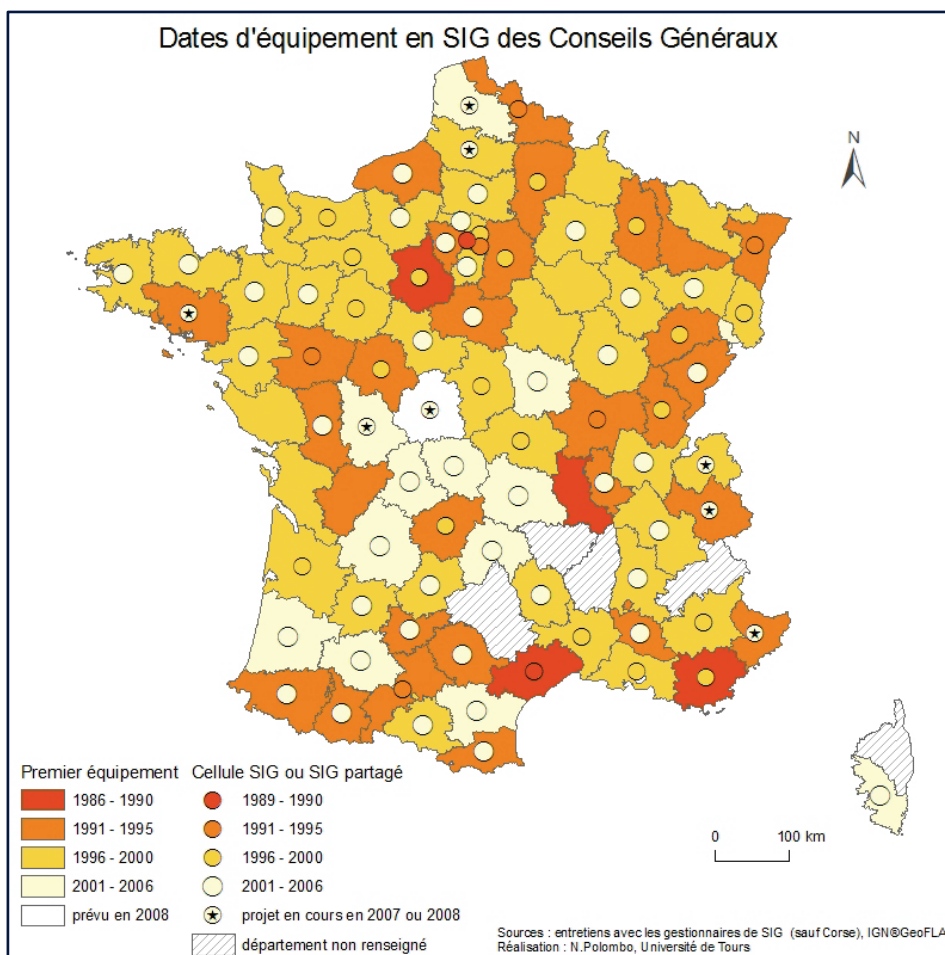 Dates d'équipement en SIG des Conseils Généraux
N
Premier équipement
1986 - 1990
1991 - 1995
1996 - 2000
2001 - 2006
prévu en 2008
Cellule SIG ou SIG partagé
1989 - 1990
1991 - 1995
1996 - 2000
2001 - 2006
projet en cours en 2007 ou 2008
département non renseigné
0 100 km
Sources : entretiens avec les gestionnaires de SIG (sauf Corse), IGN®GeoFLA
Réalisation : N.Polombo, Université de Tours